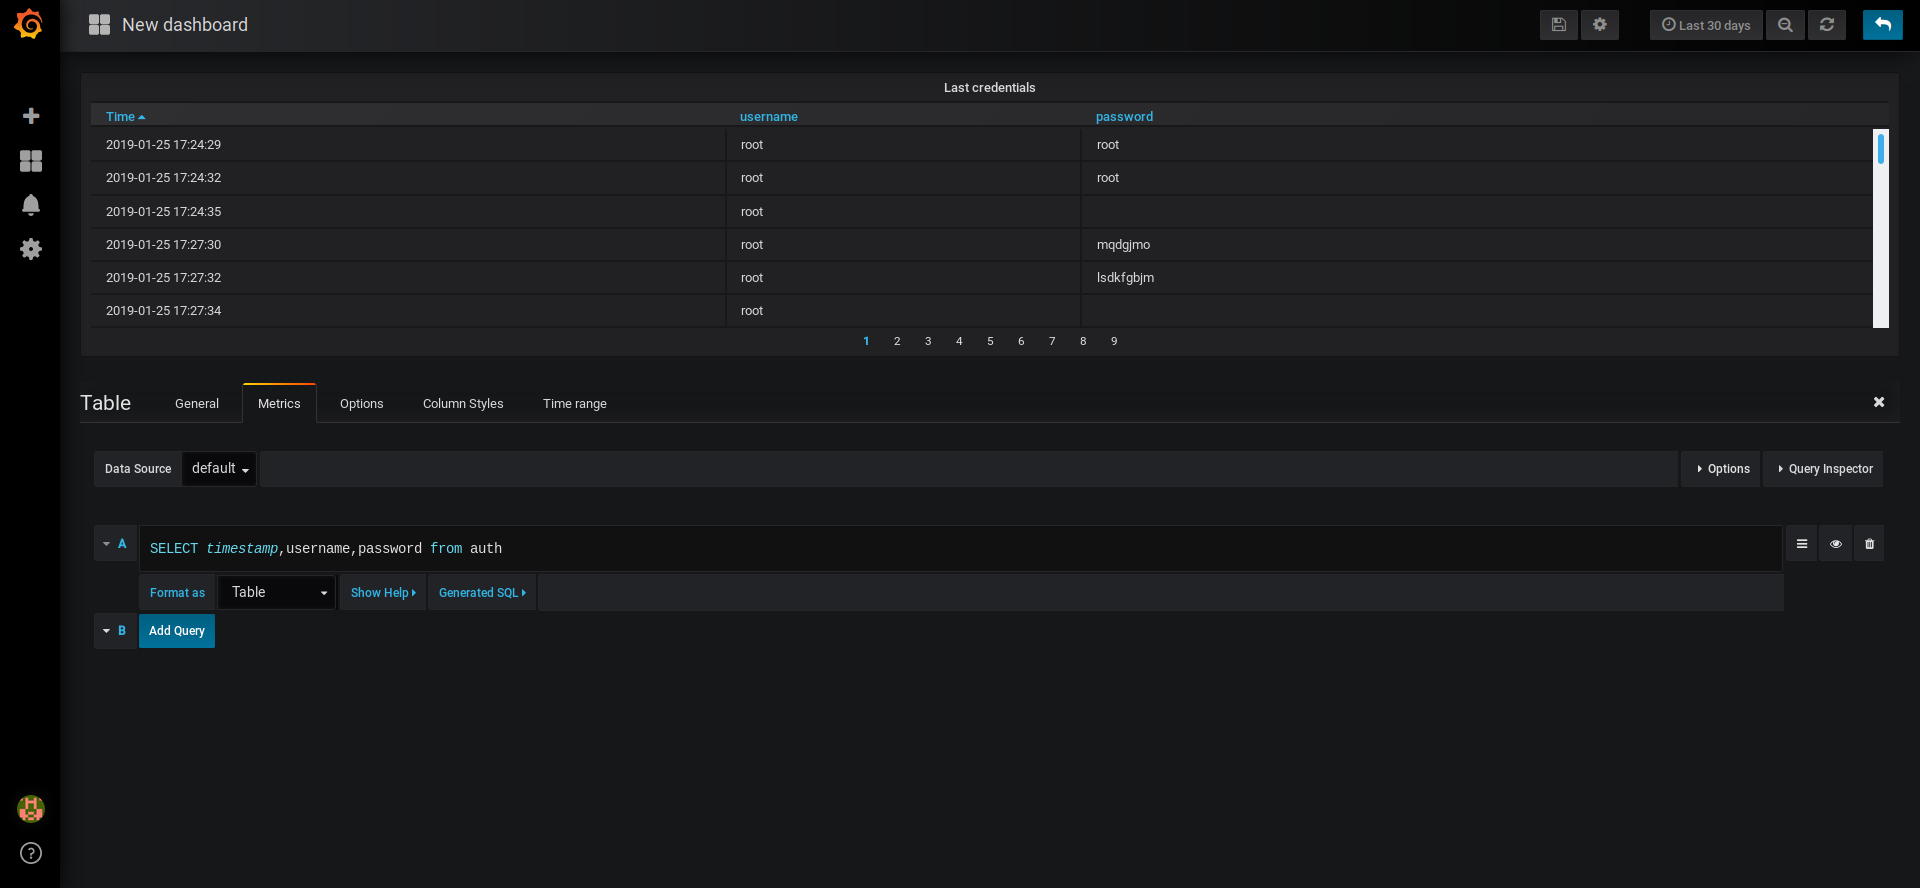 New dashboard
Last 30 days
Last credentials
Time username password
2019-01-25 17:24:29 root root
2019-01-25 17:24:32 root root
2019-01-25 17:24:35 root
2019-01-25 17:27:30 root mqdgjmo
2019-01-25 17:27:32 root lsdkfgbjm
2019-01-25 17:27:34 root
1 2 3 4 5 6 7 8 9
Table General Metrics Options Column Styles Time range
Data Source default Options Query Inspector
A SELECT timestamp,username,password from auth
Format as Table Show Help Generated SQL
B Add Query